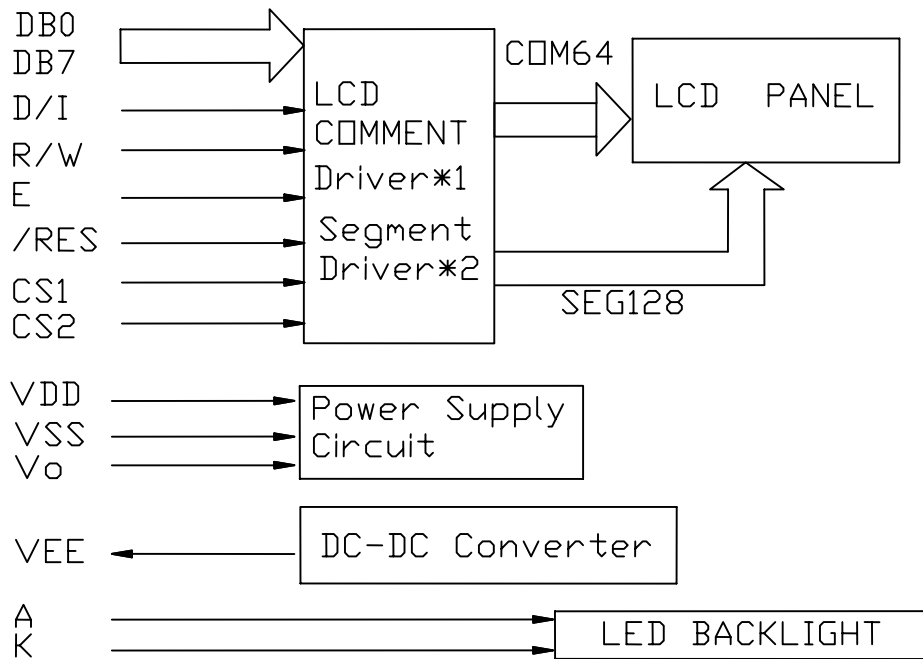 DB0
DB7
D/I
R/W
E
/RES
CS1
CS2
LCD
COMMENT
Driver*1
Segment
Driver*2
COM64
LCD PANEL
SEG128
VDD
VSS
Vo
Power Supply
Circuit
VEE
DC-DC Converter
A
K
LED BACKLIGHT